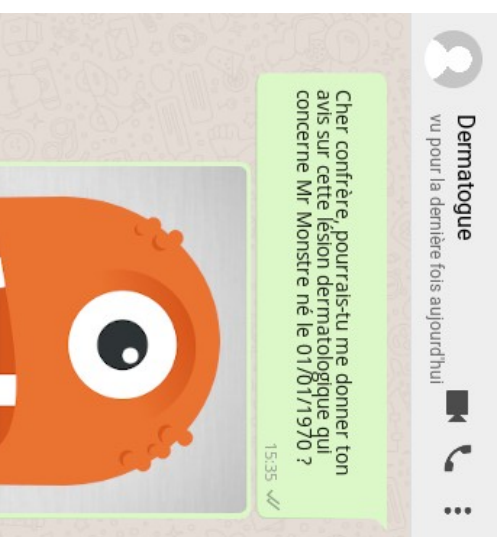 Dermatogue
vu pour la dernière fois aujourd'hui
Cher confrère, pourrais-tu me donner ton
avis sur cette lésion dermatologique qui
concerne Mr Monstre né le 01/01/1970 ?
15:35